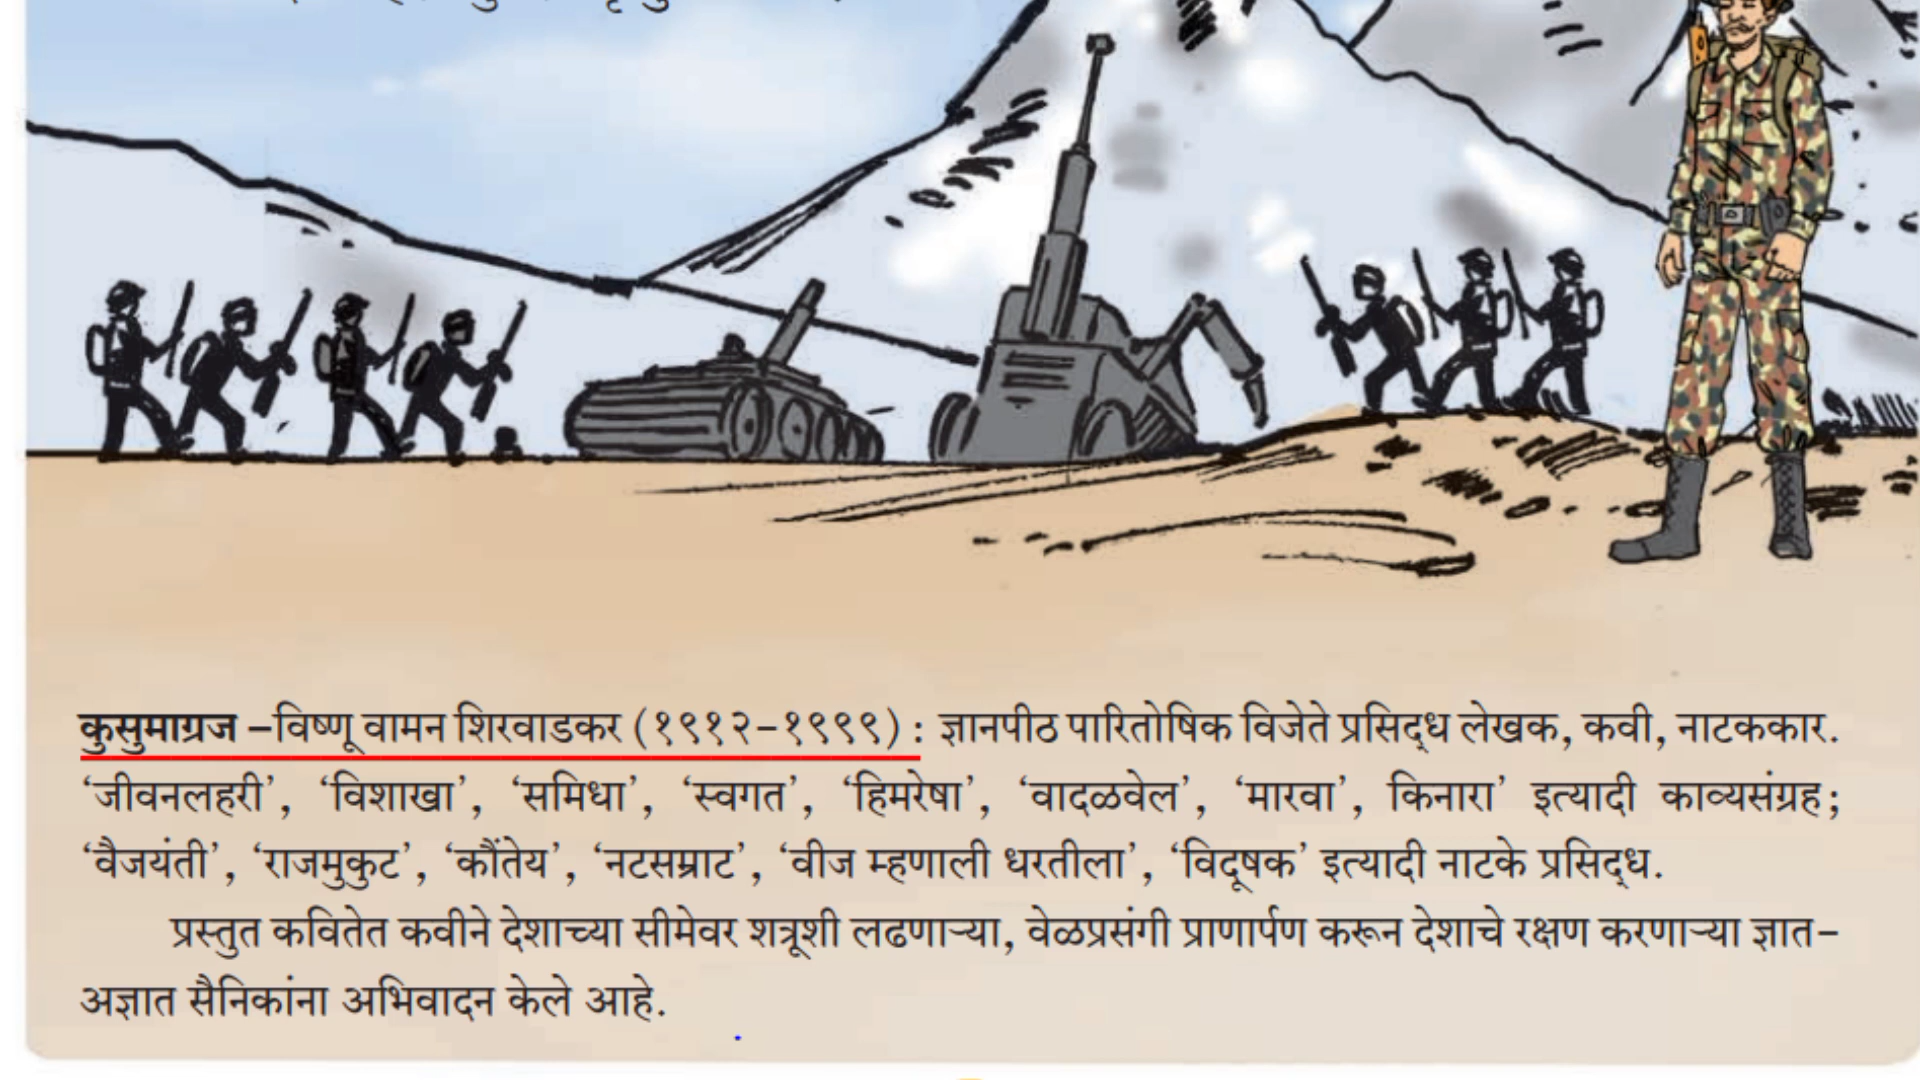 कुसुमाग्रज –विष्णू वामन शिरवाडकर (१९१२-१९९९) : ज्ञानपीठ पारितोषिक विजेते प्रसिद्ध लेखक, कवी, नाटककार.
‘जीवनलहरी’, ‘विशाखा’, ‘समिधा’, ‘स्वगत’, ‘हिमरेषा’, ‘वादळवेल’, ‘मारवा’, किनारा’ इत्यादी काव्यसंग्रह;
‘वैजयंती’, ‘राजमुकुट’, ‘कौंतेय’, ‘नटसम्राट’, ‘वीज म्हणाली धरतीला’, ‘विदूषक’ इत्यादी नाटके प्रसिद्ध.
प्रस्तुत कवितेत कवीने देशाच्या सीमेवर शत्रूशी लढणाऱ्या, वेळप्रसंगी प्राणार्पण करून देशाचे रक्षण करणाऱ्या ज्ञात-
अज्ञात सैनिकांना अभिवादन केले आहे.